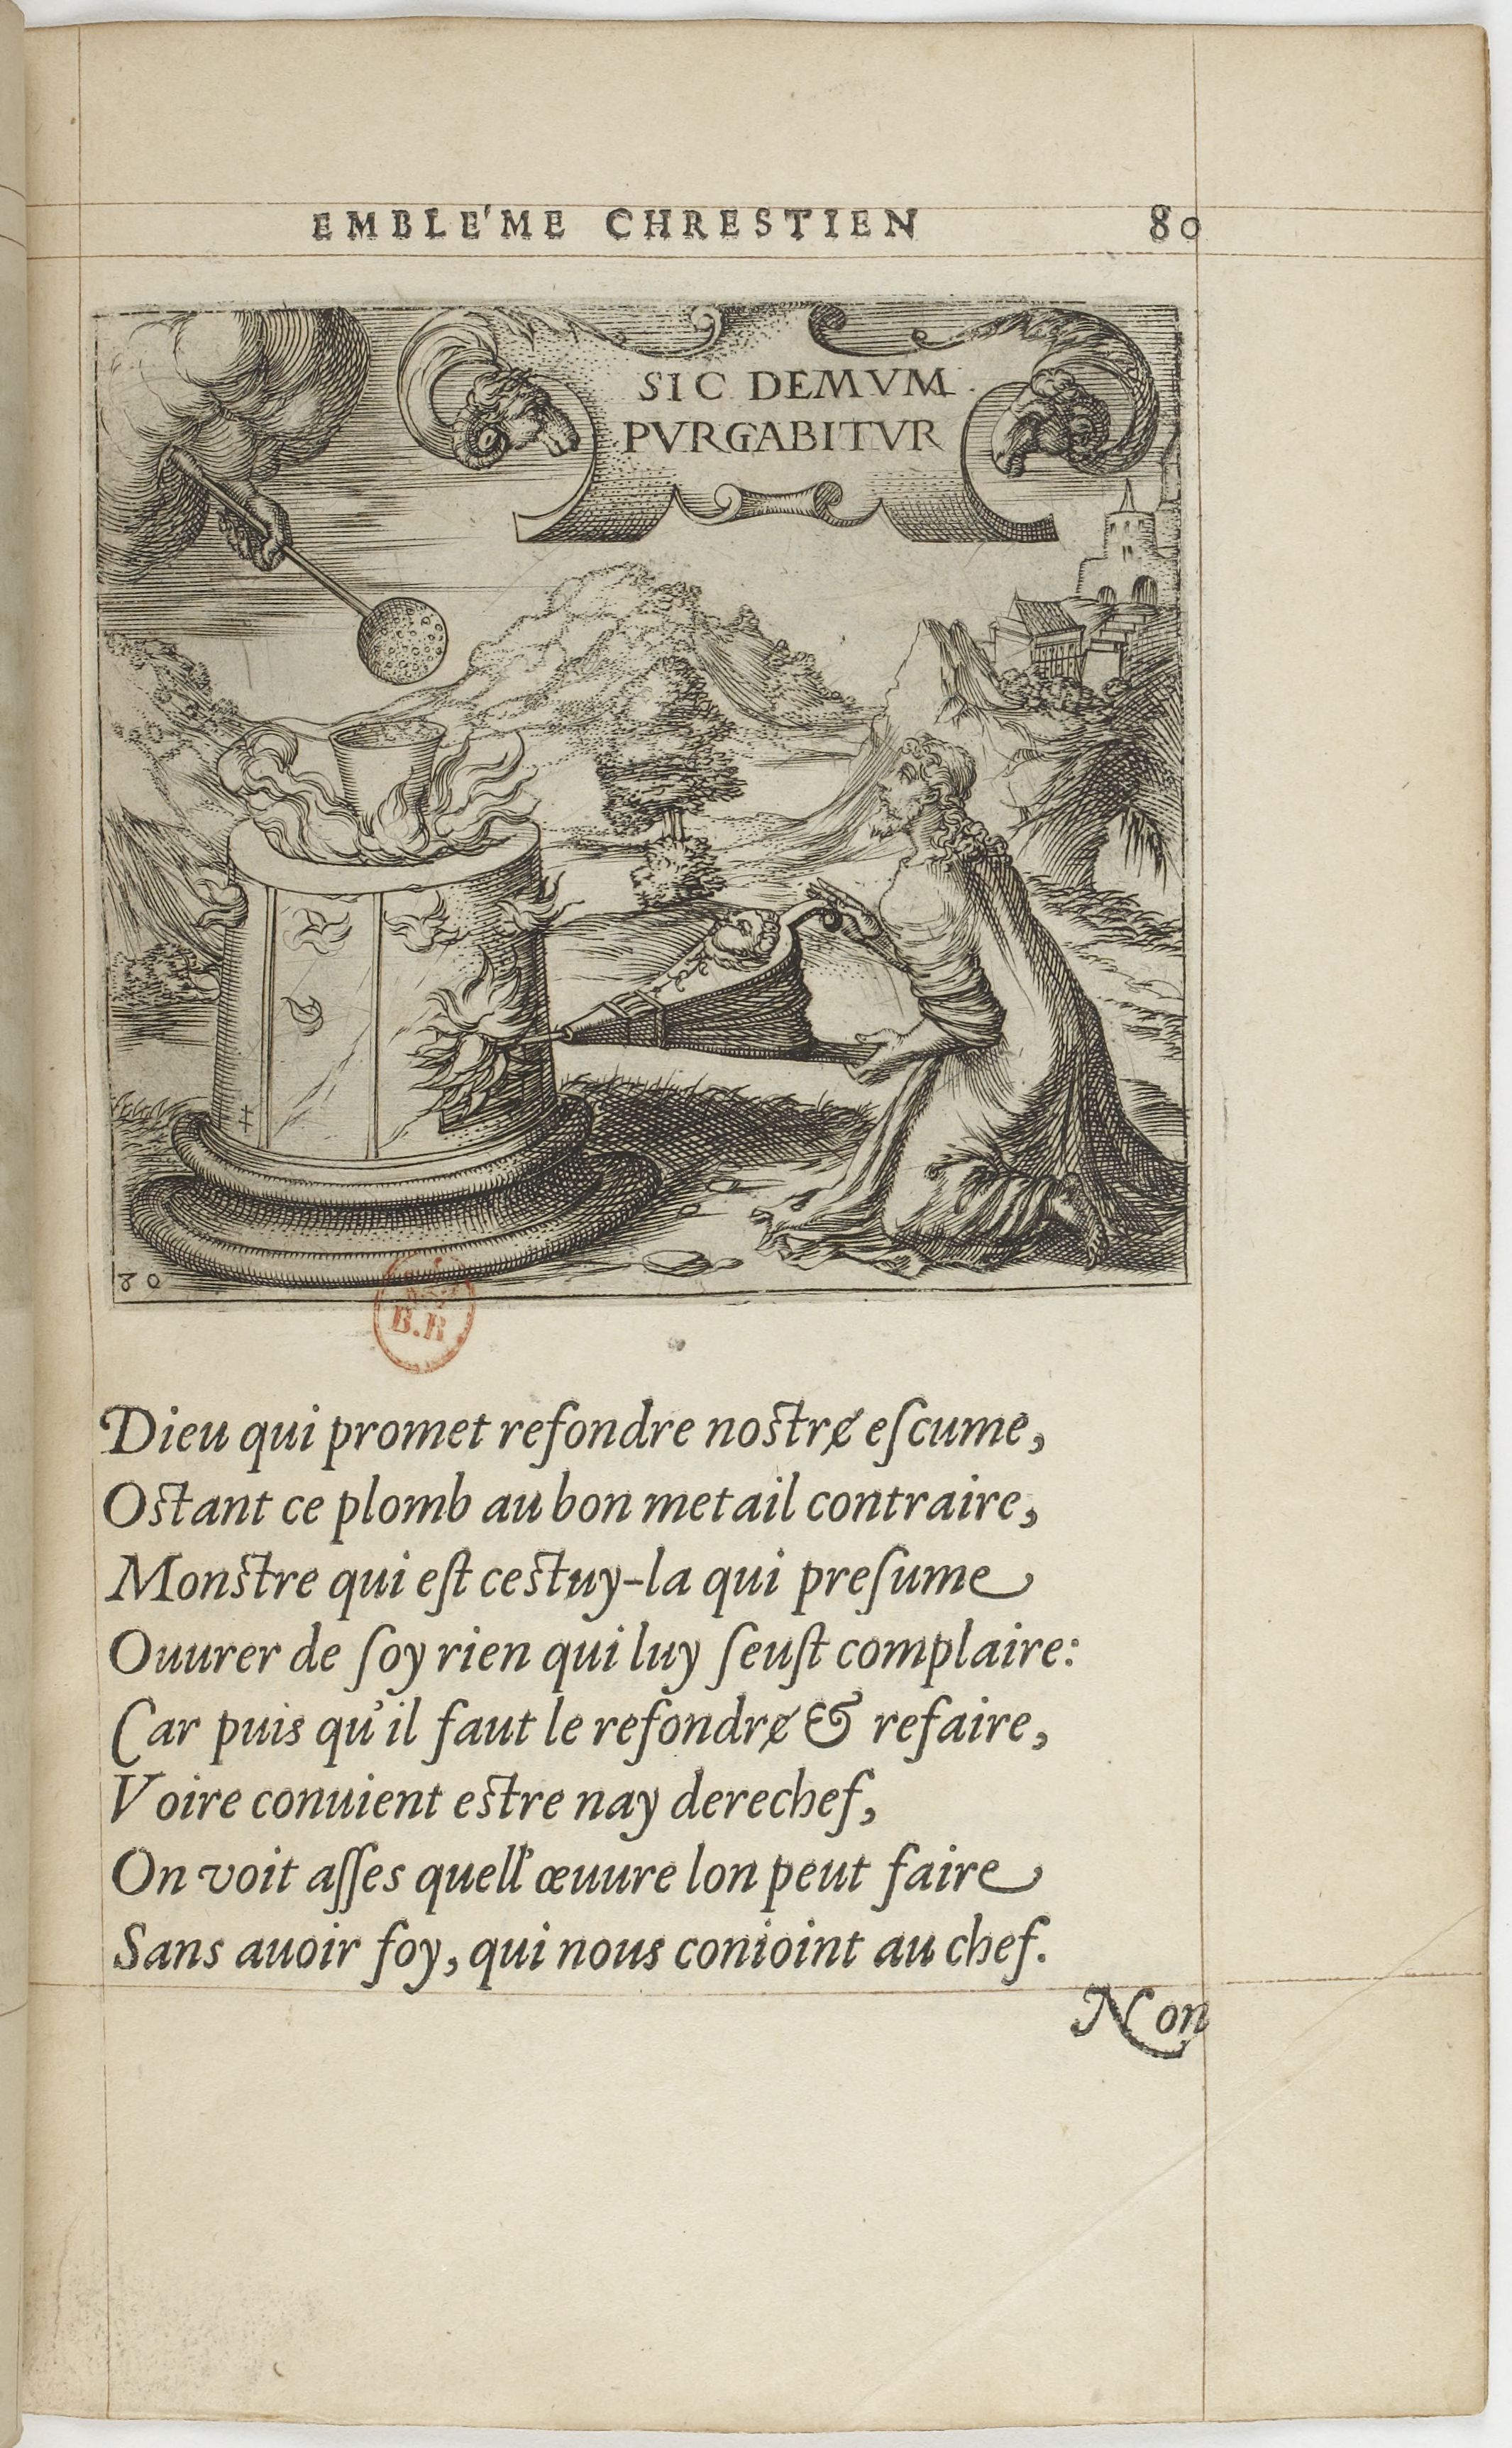 EMBLE'ME CHRESTIEN 80
SIC DEMVM
PVRGABITVR
80
B.R
Dieu qui promet refondre nostrɇ eſcume,
Ostant ce plomb au bon metail contraire,
Monstre qui eſt cestuy-la qui preſume
Ouurer de ſoy rien qui luy ſeuſt complaire:
Car puis qu'il faut le refondrɇ & refaire,
Voire conuient estre nay derechef,
On voit aſſes quell' œuure lon peut faire
Sans auoir foy, qui nous conioint au chef.
Non